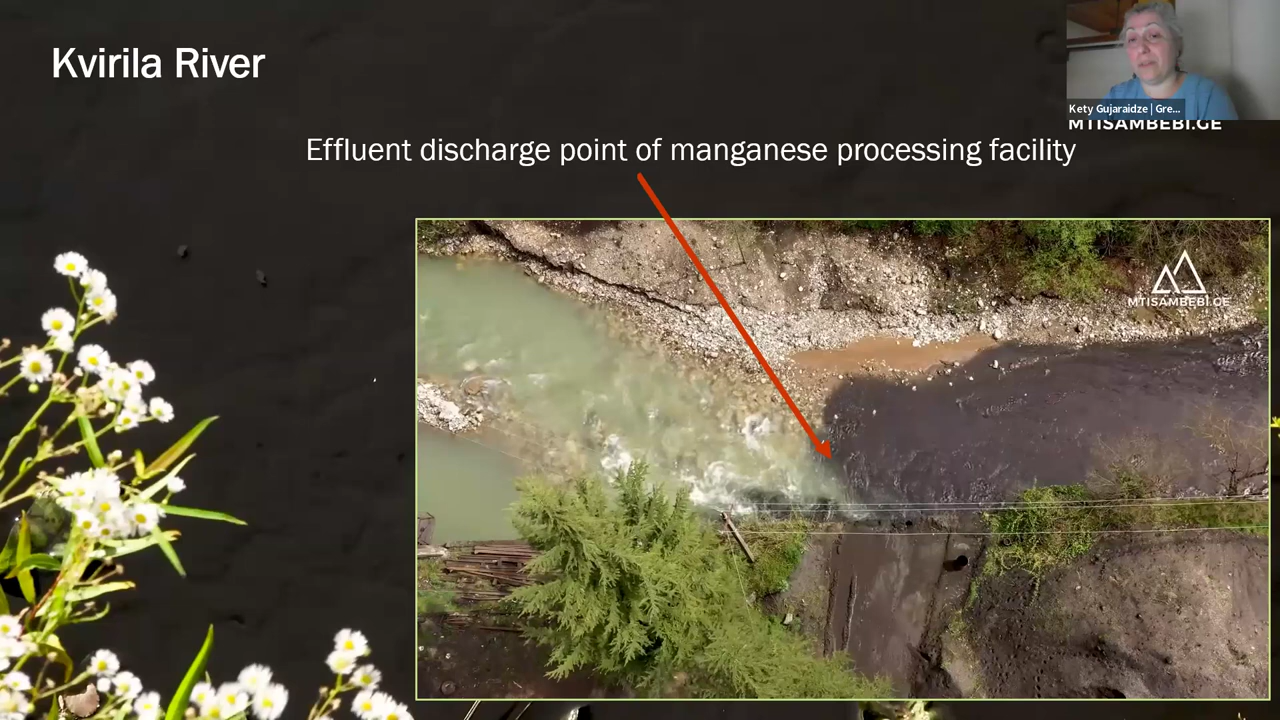 Kvirila River
Kety Gujaraidze | Gre...
MTISAMBEBI.GE
Effluent discharge point of manganese processing facility
MTISAMBEBI.GE